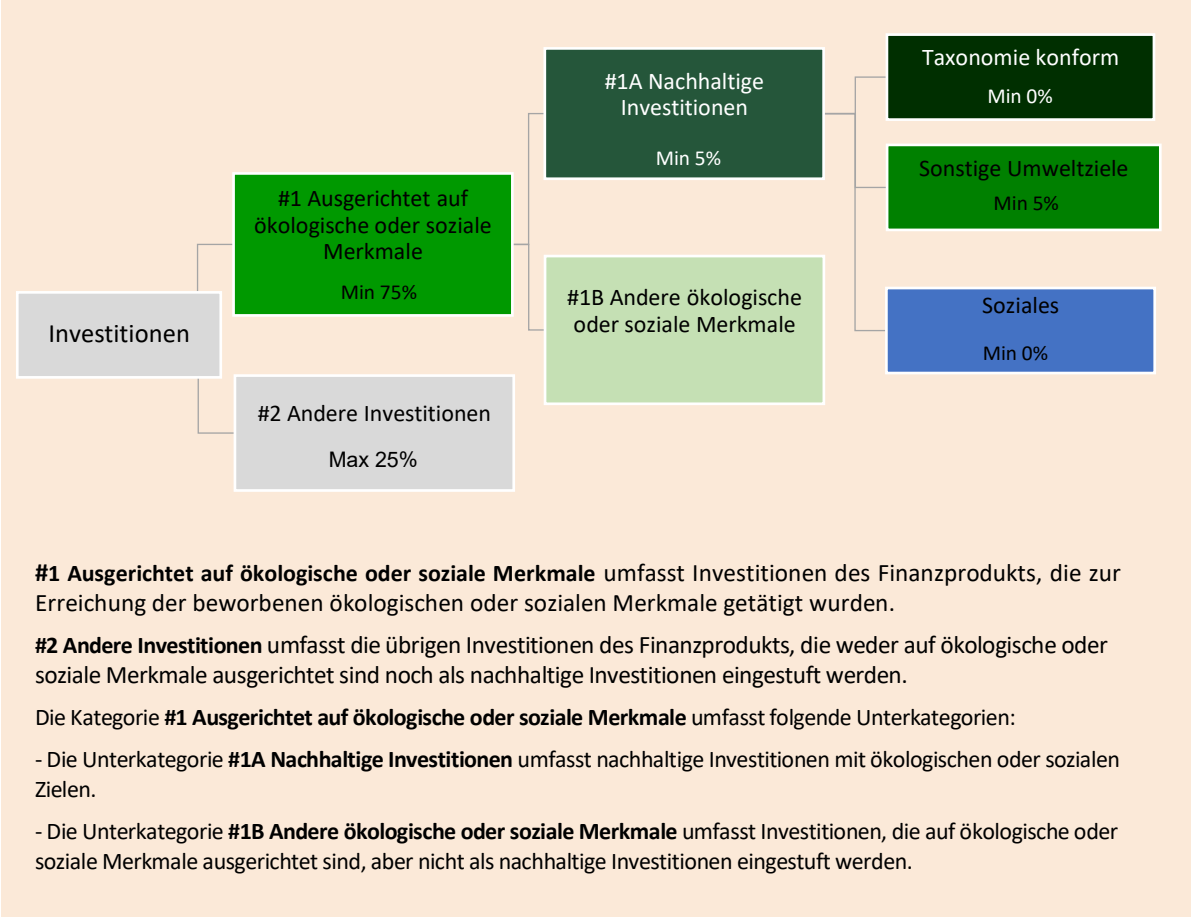 Taxonomie konform
Min 0%
#1A Nachhaltige
Investitionen
Min 5%
Sonstige Umweltziele
Min 5%
#1 Ausgerichtet auf
ökologische oder soziale
Merkmale
Min 75%
#1B Andere ökologische
oder soziale Merkmale
Soziales
Min 0%
Investitionen
#2 Andere Investitionen
Max 25%
#1 Ausgerichtet auf ökologische oder soziale Merkmale umfasst Investitionen des Finanzprodukts, die zur
Erreichung der beworbenen ökologischen oder sozialen Merkmale getätigt wurden.
#2 Andere Investitionen umfasst die übrigen Investitionen des Finanzprodukts, die weder auf ökologische oder
soziale Merkmale ausgerichtet sind noch als nachhaltige Investitionen eingestuft werden.
Die Kategorie #1 Ausgerichtet auf ökologische oder soziale Merkmale umfasst folgende Unterkategorien:
- Die Unterkategorie #1A Nachhaltige Investitionen umfasst nachhaltige Investitionen mit ökologischen oder sozialen
Zielen.
- Die Unterkategorie #1B Andere ökologische oder soziale Merkmale umfasst Investitionen, die auf ökologische oder
soziale Merkmale ausgerichtet sind, aber nicht als nachhaltige Investitionen eingestuft werden.